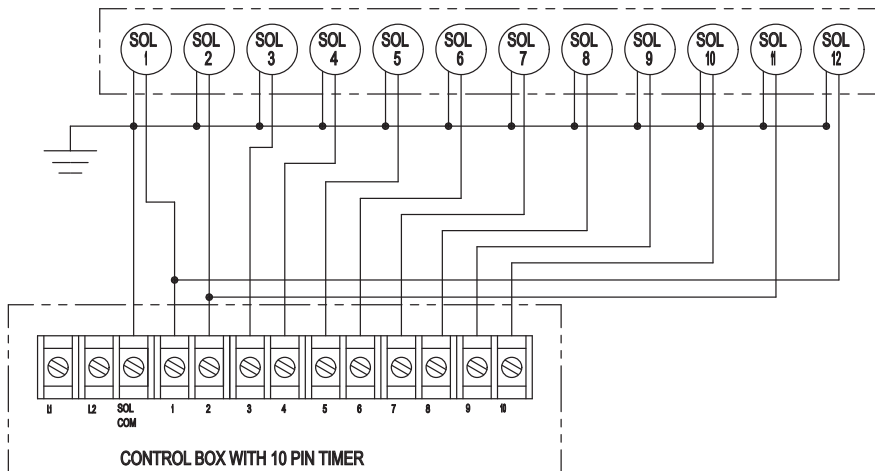 SOL 1
SOL 2
SOL 3
SOL 4
SOL 5
SOL 6
SOL 7
SOL 8
SOL 9
SOL 10
SOL 11
SOL 12
L1
L2
SOL
COM
1
2
3
4
5
6
7
8
9
10
CONTROL BOX WITH 10 PIN TIMER